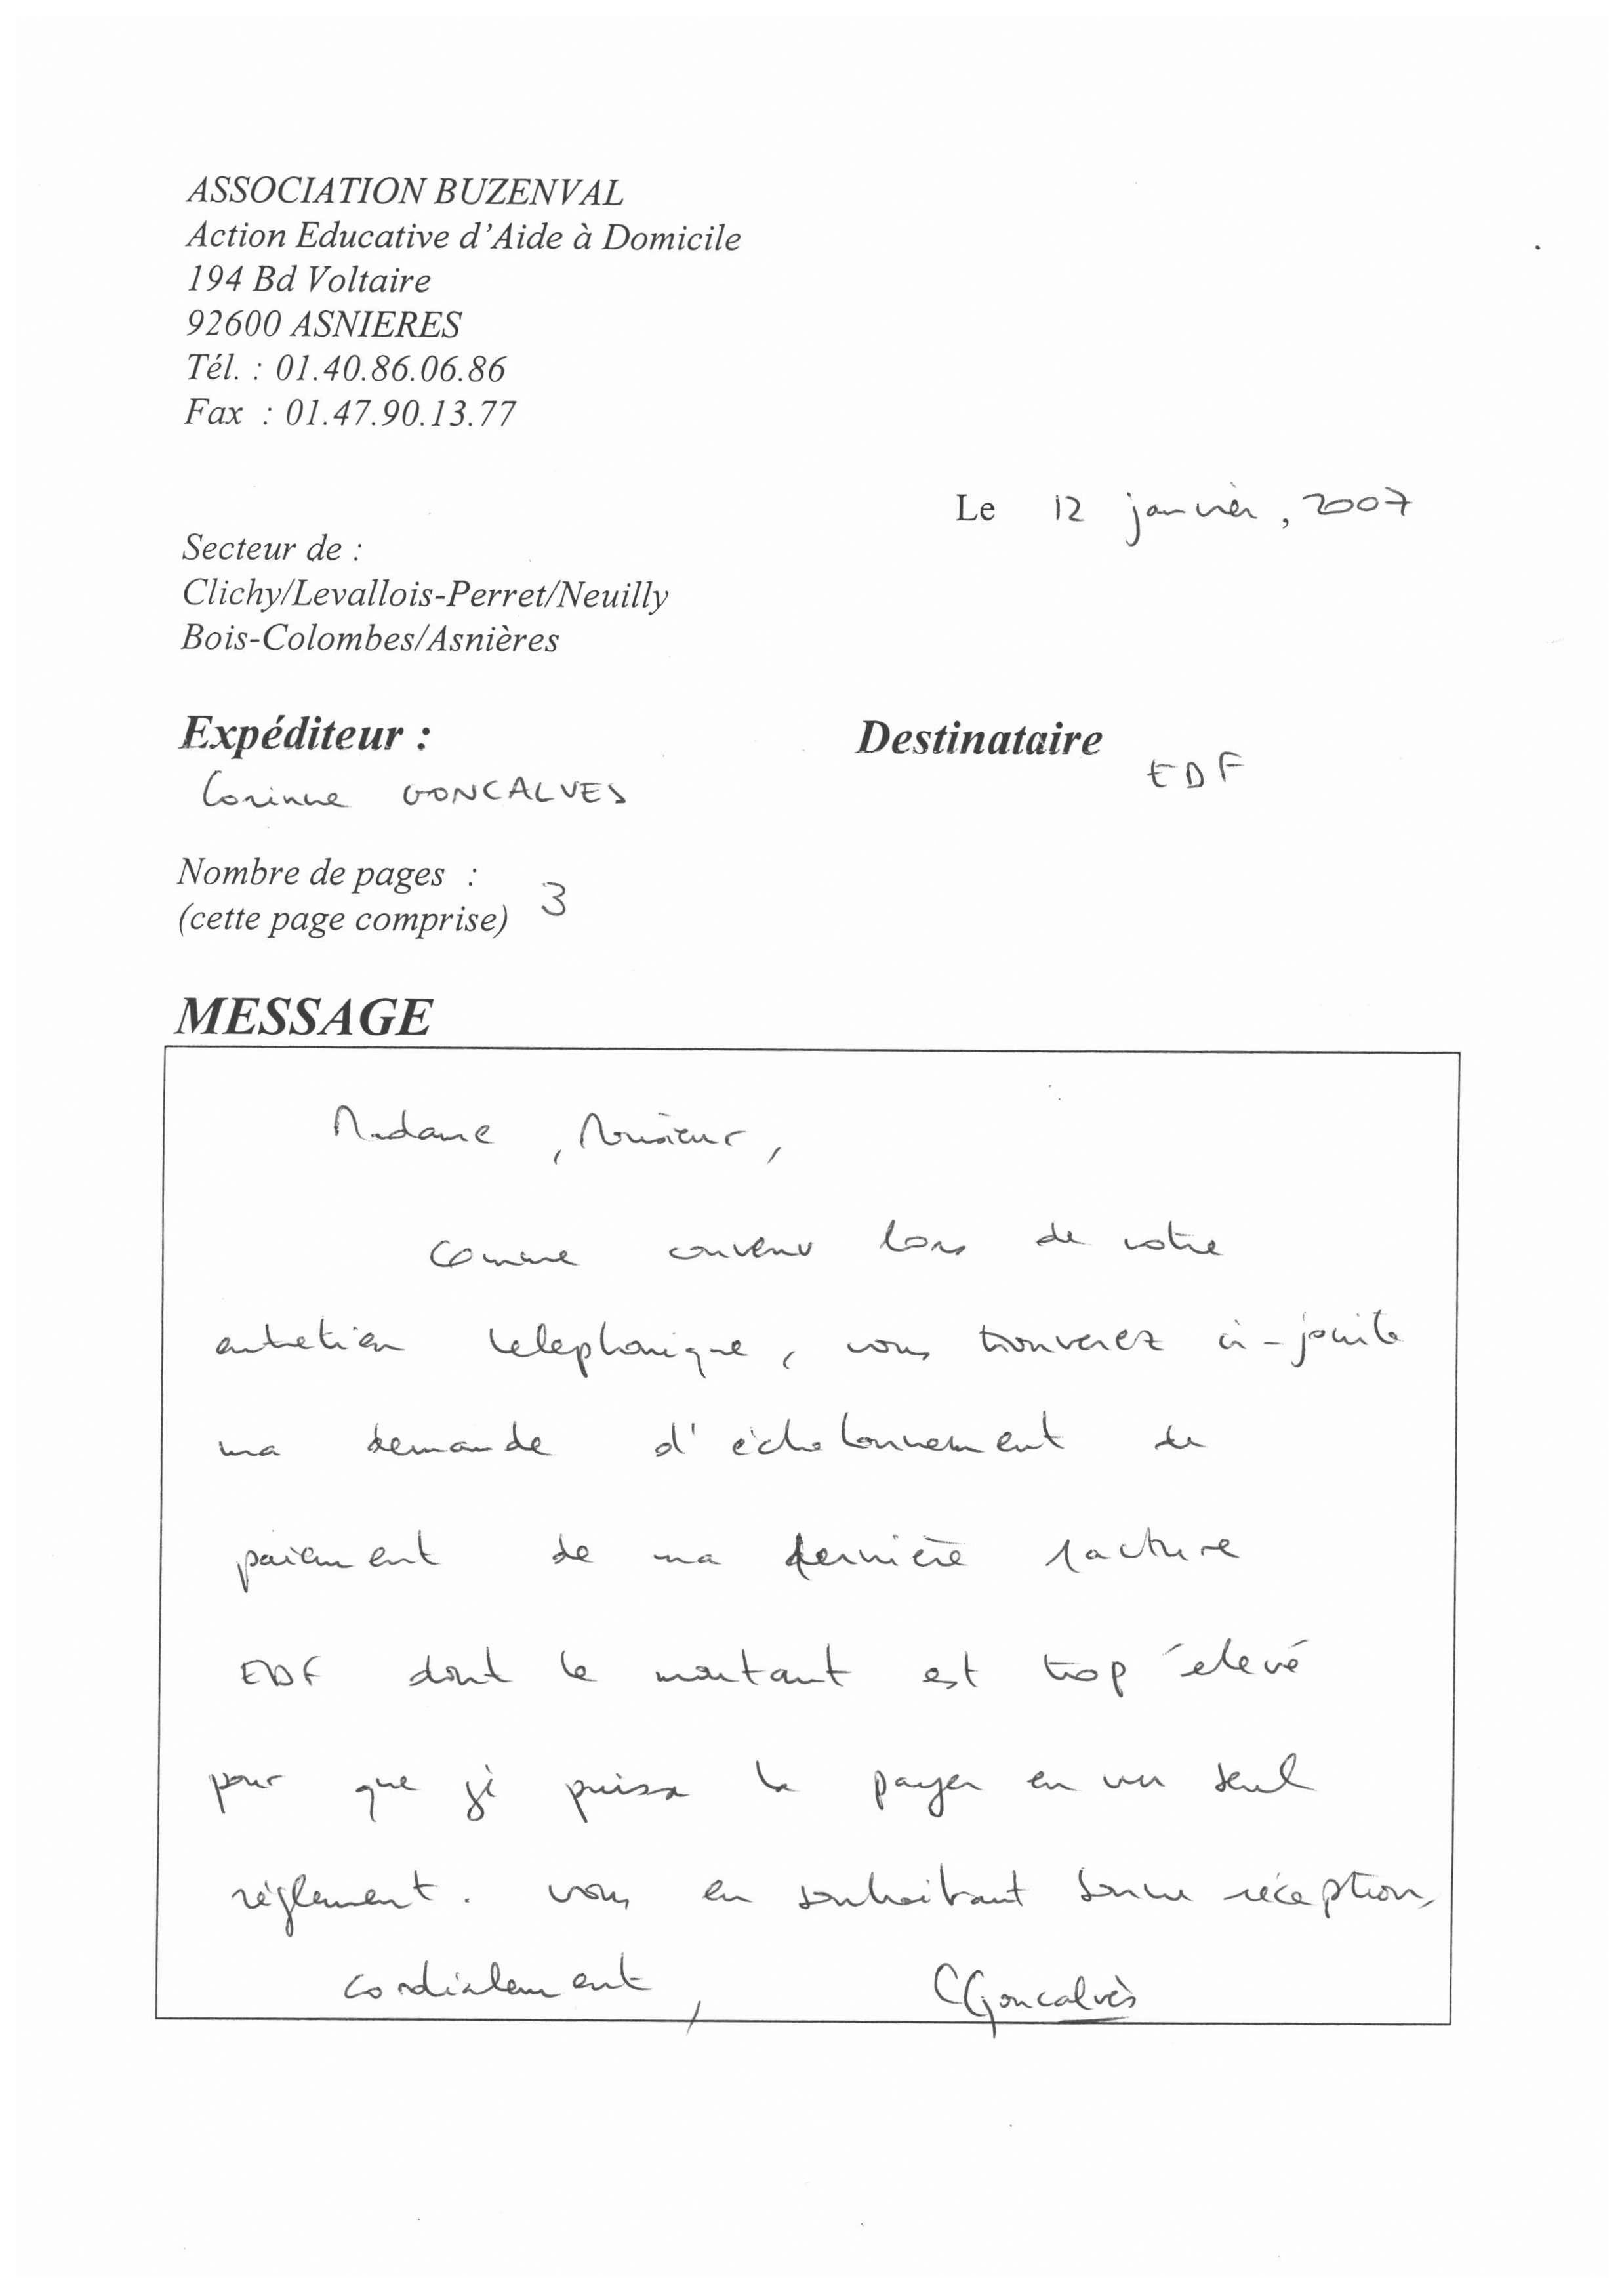 ASSOCIATION BUZENVAL
Action Educative d'Aide à Domicile
194 Bd Voltaire
92600 ASNIERES
Tél. : 01.40.86.06.86
Fax : 01.47.90.13.77
Le 12 janvier, 2007
Secteur de :
Clichy/Levallois-Perret/Neuilly
Bois-Colombes/Asnières
Expéditeur :
Corinne GONCALVES
Destinataire
EDF
Nombre de pages :
(cette page comprise) 3
MESSAGE
Madame, Monsieur,
comme convenu lors de votre
entretien telephonique, vous trouverez ci-jointe
ma demande d'échelonnement de
paiement de ma dernière facture
EDF dont le montant est trop élevé
pour que je puisse la payer en un seul
réglement. vous en souhaitant bonne réception,
cordialement, CGoncalvès